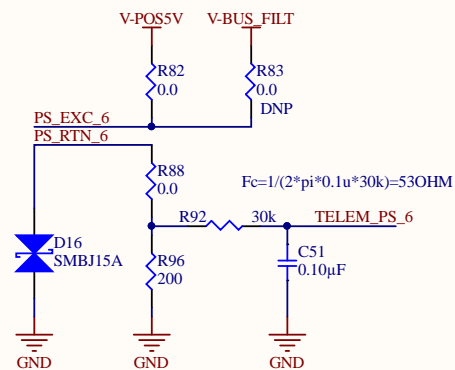 V-POS5V V-BUS_FILT
R82
0.0
R83
0.0
DNP
PS_EXC_6
PS_RTN_6
R88
0.0
Fc=1/(2*pi*0.1u*30k)=53OHM
R92 30k TELEM_PS_6
D16
SMBJ15A
R96
200
C51
0.10µF
GND GND GND